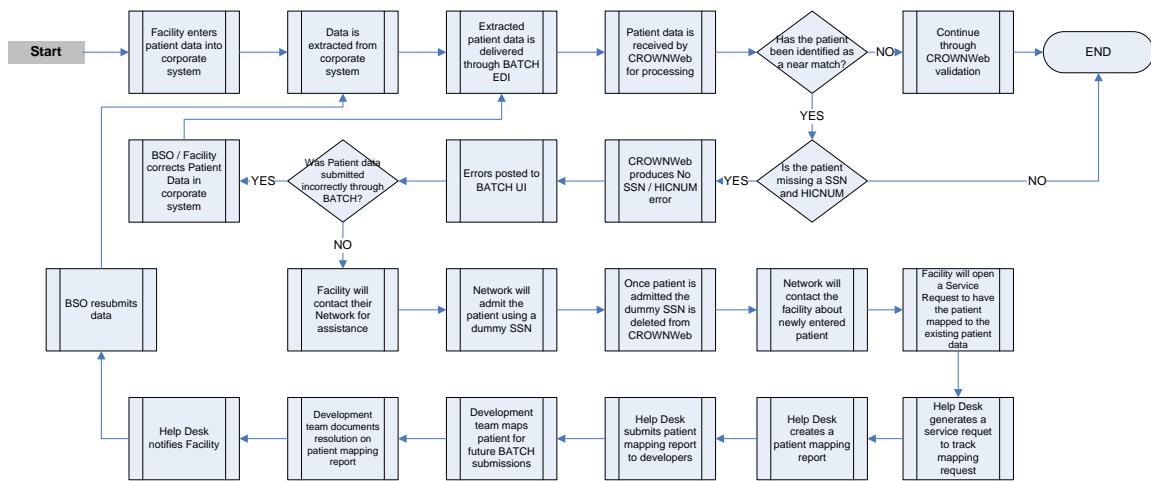 Start
Facility enters
patient data into
corporate
system
Data is
extracted from
corporate
system
Extracted
patient data is
delivered
through BATCH
EDI
Patient data is
received by
CROWNWeb
for processing
Has the patient
been identified as
a near match?
NO
Continue
through
CROWNWeb
validation
END
YES
BSO / Facility
corrects Patient
Data in
corporate
system
YES
Was Patient data
submitted
incorrectly through
BATCH?
Errors posted to
BATCH UI
CROWNWeb
produces No
SSN / HICNUM
error
YES
Is the patient
missing a SSN
and HICNUM
NO
NO
BSO resubmits
data
Facility will
contact their
Network for
assistance
Network will
admit the
patient using a
dummy SSN
Once patient is
admitted the
dummy SSN is
deleted from
CROWNWeb
Network will
contact the
facility about
newly entered
patient
Facility will open
a Service
Request to have
the patient
mapped to the
existing patient
data
Help Desk
notifies Facility
Development
team documents
resolution on
patient mapping
report
Development
team maps
patient for
future BATCH
submissions
Help Desk
submits patient
mapping report
to developers
Help Desk
creates a patient
mapping report
Help Desk
generates a
service requet
to track
mapping
request